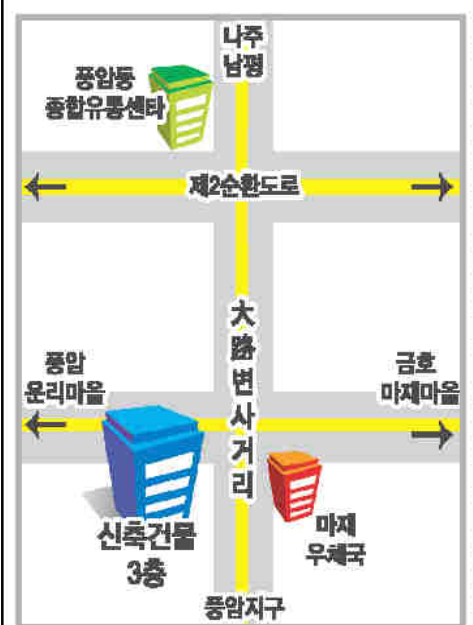 나주
남평
풍암동
종합유통센타
제2순환도로
大路변사거리
풍암
운리마을
금호
마재마을
신축건물
3층
마재
우체국
풍암지구